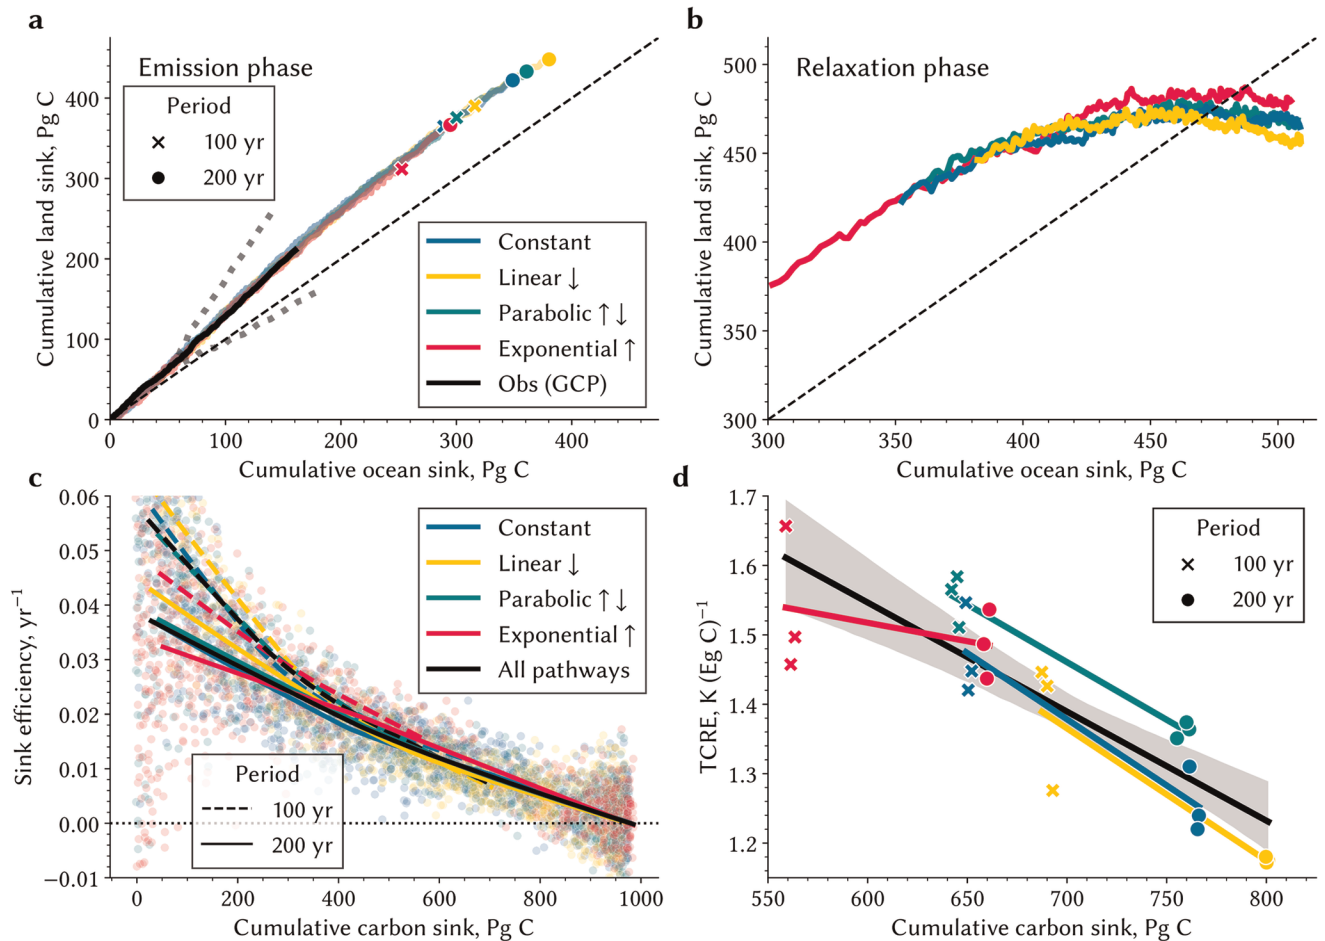 a
Emission phase
Period
100 yr
200 yr
Constant
Linear ↓
Parabolic ↑↓
Exponential ↑
Obs (GCP)
Cumulative land sink, Pg C
0
100
200
300
400
0
100
200
300
400
Cumulative ocean sink, Pg C
b
Relaxation phase
Cumulative land sink, Pg C
300
350
400
450
500
300
350
400
450
500
Cumulative ocean sink, Pg C
c
Constant
Linear ↓
Parabolic ↑↓
Exponential ↑
All pathways
Period
100 yr
200 yr
Sink efficiency, yr⁻¹
0.06
0.05
0.04
0.03
0.02
0.01
0.00
−0.01
0
200
400
600
800
1000
Cumulative carbon sink, Pg C
d
Period
100 yr
200 yr
TCRE, K (Eg C)⁻¹
1.7
1.6
1.5
1.4
1.3
1.2
550
600
650
700
750
800
Cumulative carbon sink, Pg C